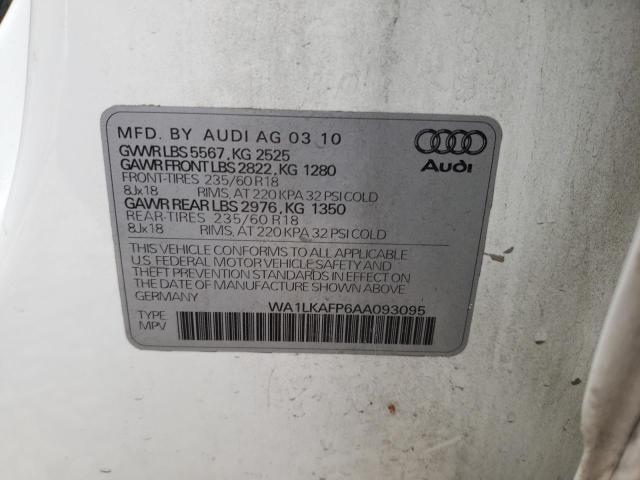 MFD. BY AUDI AG 03 10
GVWR LBS 5567, KG 2525
GAWR FRONT LBS 2822, KG 1280
FRONT-TIRES 235/60 R18
8Jx18 RIMS, AT 220 KPA 32 PSI COLD
GAWR REAR LBS 2976, KG 1350
REAR-TIRES 235/60 R18
8Jx18 RIMS, AT 220 KPA 32 PSI COLD
THIS VEHICLE CONFORMS TO ALL APPLICABLE
U.S. FEDERAL MOTOR VEHICLE SAFETY AND
THEFT PREVENTION STANDARDS IN EFFECT ON
THE DATE OF MANUFACTURE SHOWN ABOVE.
GERMANY
WA1LKAFP6AA093095
TYPE
MPV
Audi